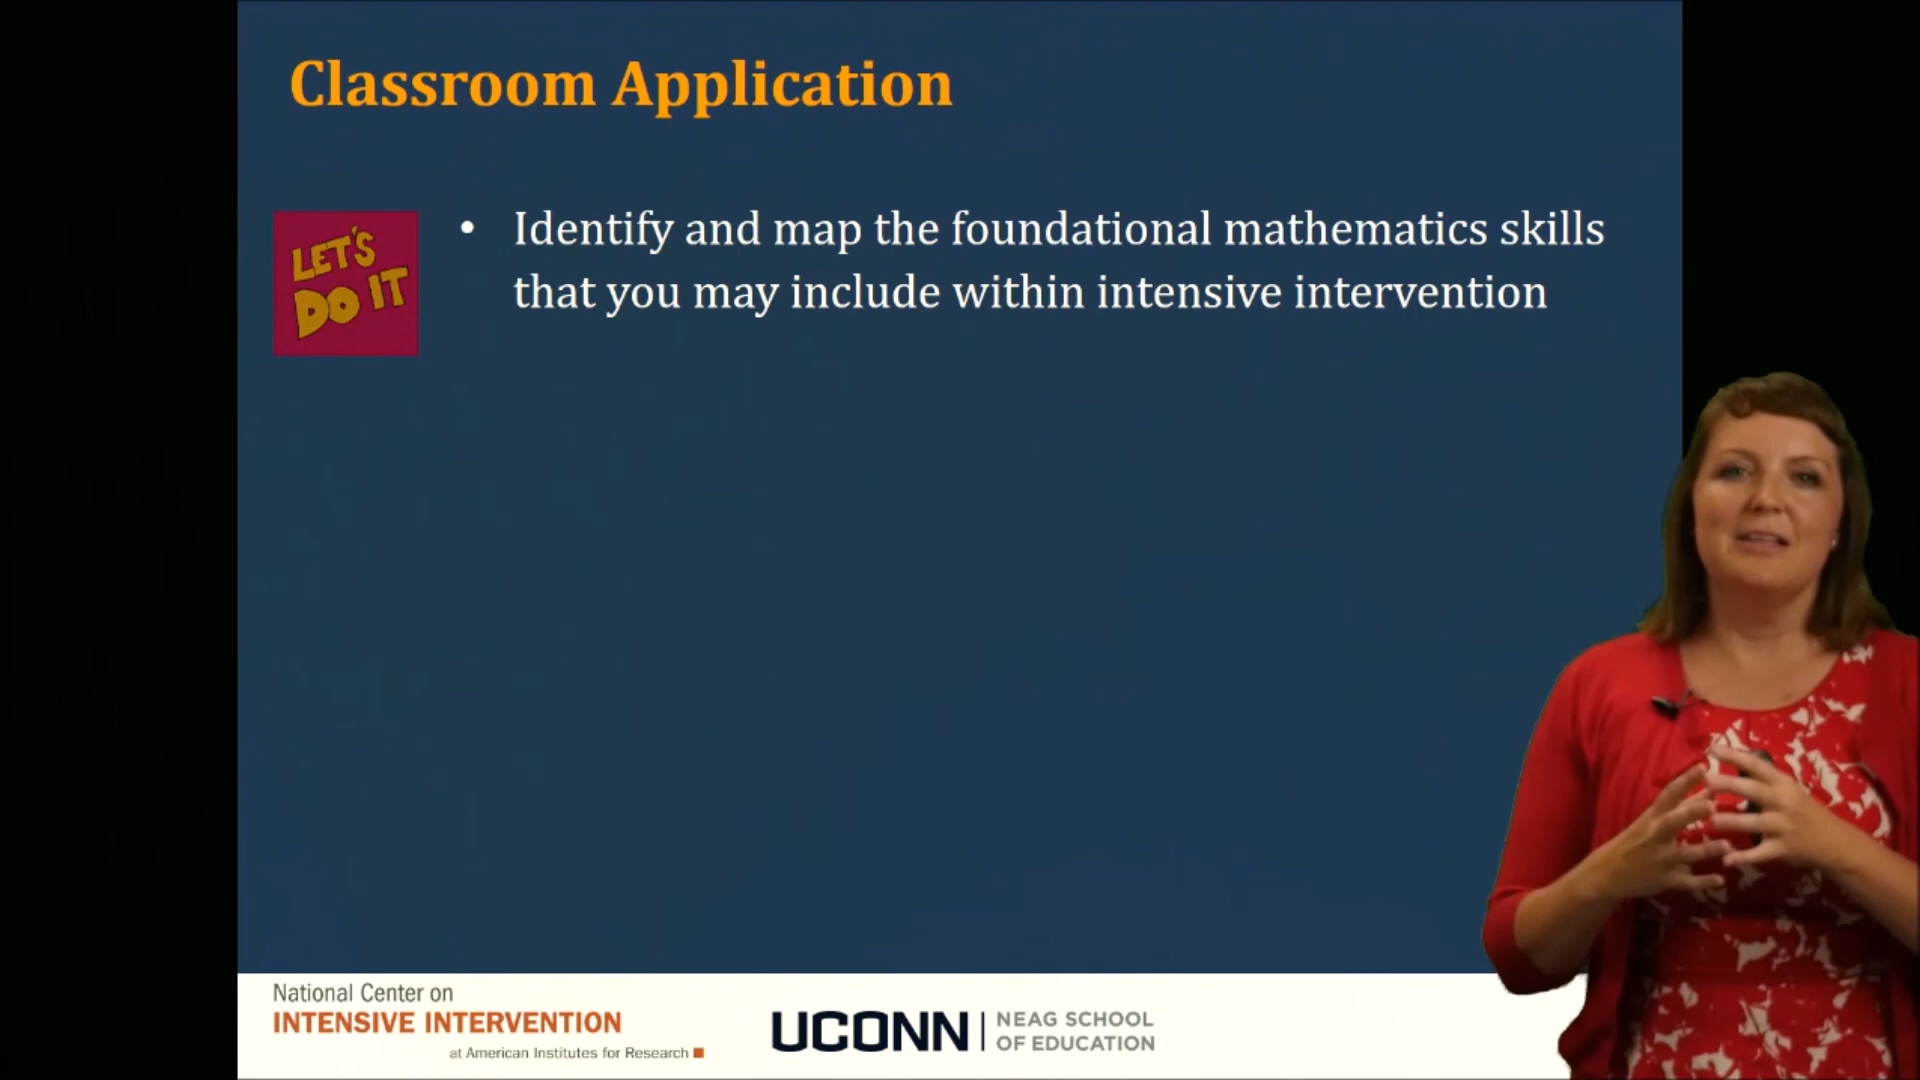 Classroom Application
LET'S
DO IT
• Identify and map the foundational mathematics skills
that you may include within intensive intervention
National Center on
INTENSIVE INTERVENTION
at American Institutes for Research
UCONN
NEAG SCHOOL
OF EDUCATION